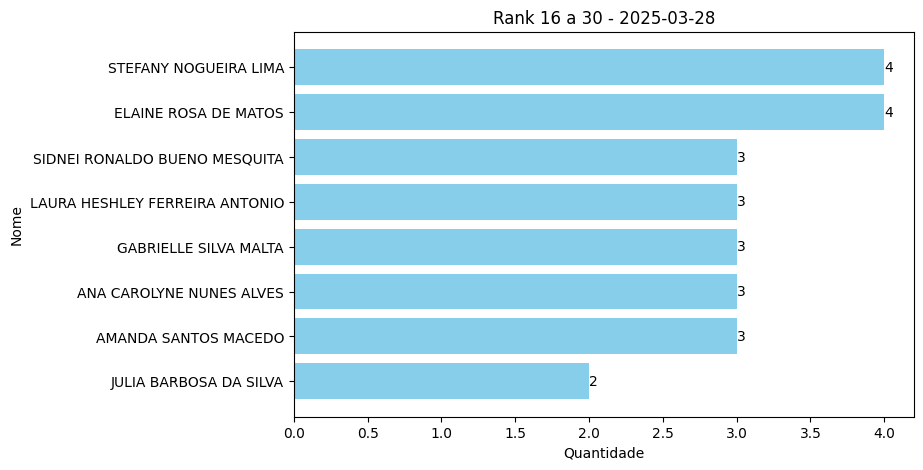 Rank 16 a 30 - 2025-03-28
STEFANY NOGUEIRA LIMA 4
ELAINE ROSA DE MATOS 4
SIDNEI RONALDO BUENO MESQUITA 3
LAURA HESHLEY FERREIRA ANTONIO 3
GABRIELLE SILVA MALTA 3
ANA CAROLYNE NUNES ALVES 3
AMANDA SANTOS MACEDO 3
JULIA BARBOSA DA SILVA 2
Nome
0.0 0.5 1.0 1.5 2.0 2.5 3.0 3.5 4.0
Quantidade